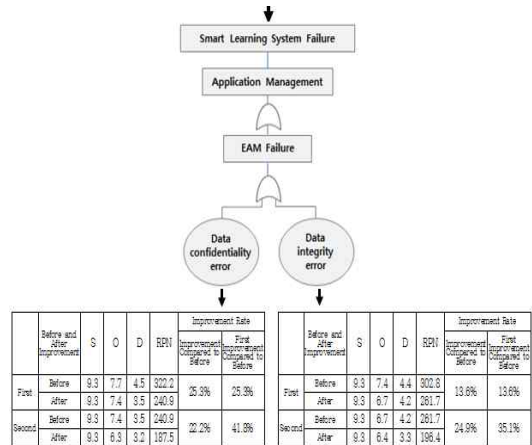 Smart Learning System Failure
Application Management
EAM Failure
Data
confidentiality
error
Data
integrity
error
Improvement Rate
Before and
After
Improvement
S O D RPN
Improvement
Compared to
Before
First
Improvement
Compared to
Before
First Before 9.3 7.7 4.5 322.2 25.3% 25.3%
After 9.3 7.4 3.5 240.9
Second Before 9.3 7.4 3.5 240.9 22.2% 41.8%
After 9.3 6.3 3.2 187.5
Improvement Rate
Before and
After
Improvement
S O D RPN
Improvement
Compared to
Before
First
Improvement
Compared to
Before
First Before 9.3 7.4 4.4 302.8 13.6% 13.6%
After 9.3 6.7 4.2 261.7
Second Before 9.3 6.7 4.2 261.7 24.9% 35.1%
After 9.3 6.4 3.3 196.4